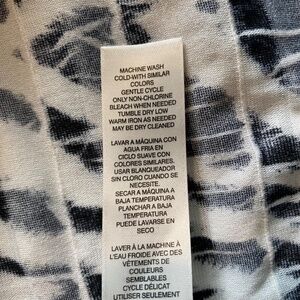 MACHINE WASH
COLD-WITH SIMILAR
COLORS
GENTLE CYCLE
ONLY NON-CHLORINE
BLEACH WHEN NEEDED
TUMBLE DRY LOW
WARM IRON AS NEEDED
MAY BE DRY CLEANED
LAVAR A MÁQUINA CON
AGUA FRIA EN
CICLO SUAVE CON
COLORES SIMILARES.
USAR BLANQUEADOR
SIN CLORO CUANDO SE
NECESITE.
SECAR A MÁQUINA A
BAJA TEMPERATURA
PLANCHAR A BAJA
TEMPERATURA
PUEDE LAVARSE EN
SECO
LAVER À LA MACHINE À
L'EAU FROIDE AVEC DES
VÊTEMENTS DE
COULEURS
SEMBLABLES
CYCLE DÉLICAT
UTILISER SEULEMENT